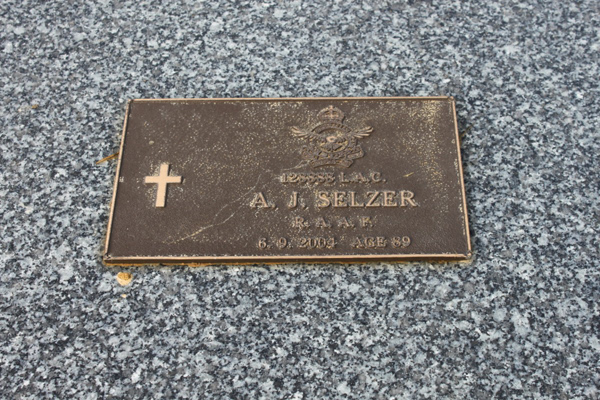 L.A.C.
A. J. SELZER
R. A. A. F.
6. 9. 2004 AGE 89